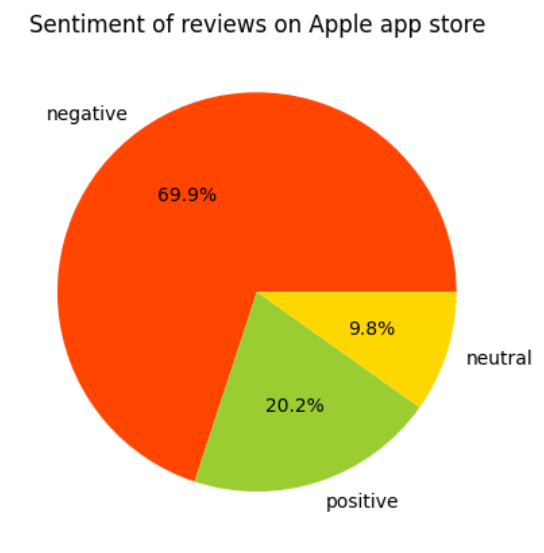 Sentiment of reviews on Apple app store
negative
69.9%
9.8%
neutral
20.2%
positive